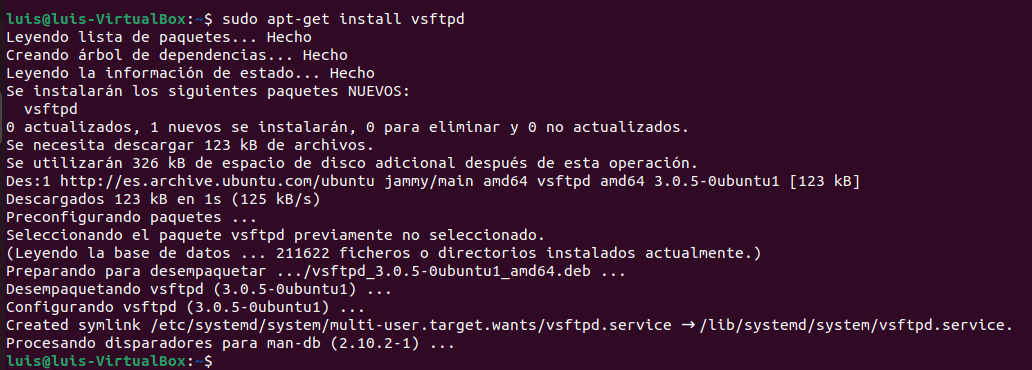 luis@luis-VirtualBox:~$ sudo apt-get install vsftpd
Leyendo lista de paquetes... Hecho
Creando árbol de dependencias... Hecho
Leyendo la información de estado... Hecho
Se instalarán los siguientes paquetes NUEVOS:
  vsftpd
0 actualizados, 1 nuevos se instalarán, 0 para eliminar y 0 no actualizados.
Se necesita descargar 123 kB de archivos.
Se utilizarán 326 kB de espacio de disco adicional después de esta operación.
Des:1 http://es.archive.ubuntu.com/ubuntu jammy/main amd64 vsftpd amd64 3.0.5-0ubuntu1 [123 kB]
Descargados 123 kB en 1s (125 kB/s)
Preconfigurando paquetes ...
Seleccionando el paquete vsftpd previamente no seleccionado.
(Leyendo la base de datos ... 211622 ficheros o directorios instalados actualmente.)
Preparando para desempaquetar .../vsftpd_3.0.5-0ubuntu1_amd64.deb ...
Desempaquetando vsftpd (3.0.5-0ubuntu1) ...
Configurando vsftpd (3.0.5-0ubuntu1) ...
Created symlink /etc/systemd/system/multi-user.target.wants/vsftpd.service → /lib/systemd/system/vsftpd.service.
Procesando disparadores para man-db (2.10.2-1) ...
luis@luis-VirtualBox:~$